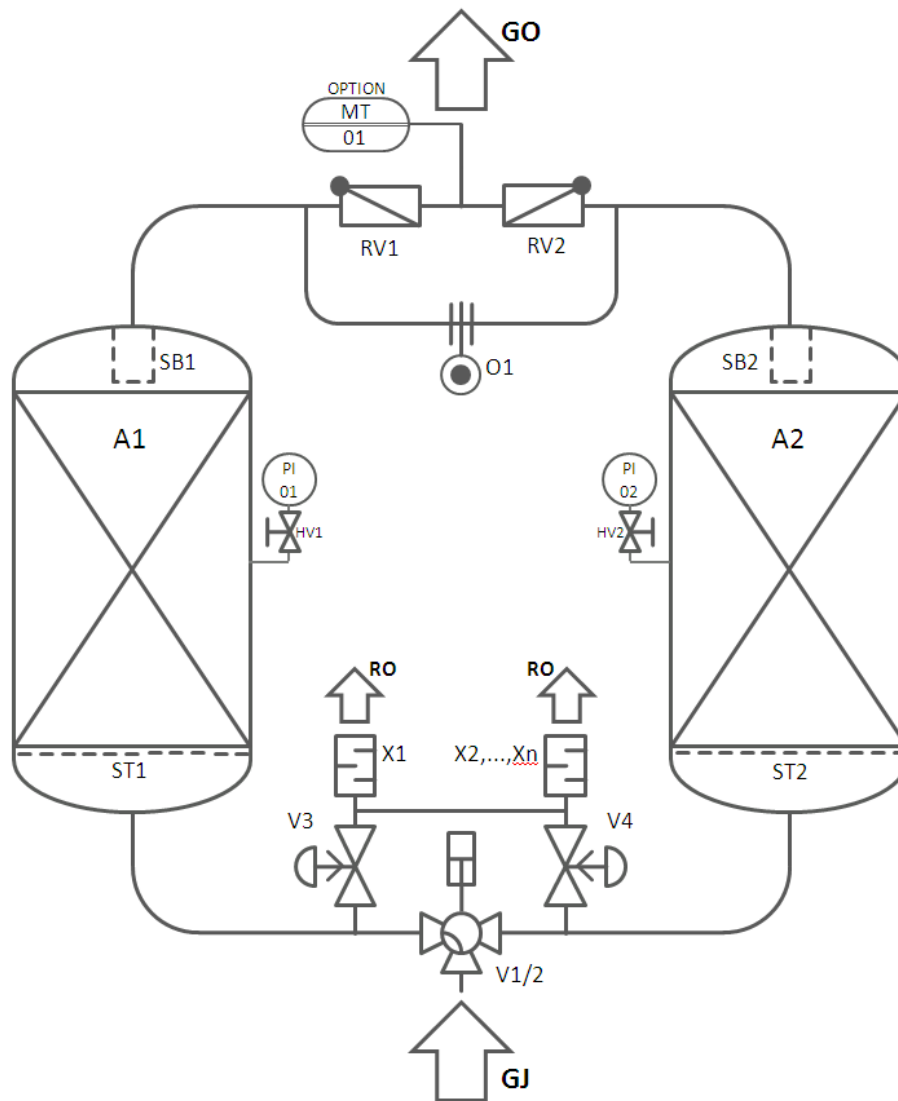 GO
OPTION
MT
01
RV1
RV2
SB1
O1
SB2
A1
A2
PI
01
PI
02
HV1
HV2
RO
RO
X1
X2,...,Xn
ST1
ST2
V3
V4
V1/2
GJ